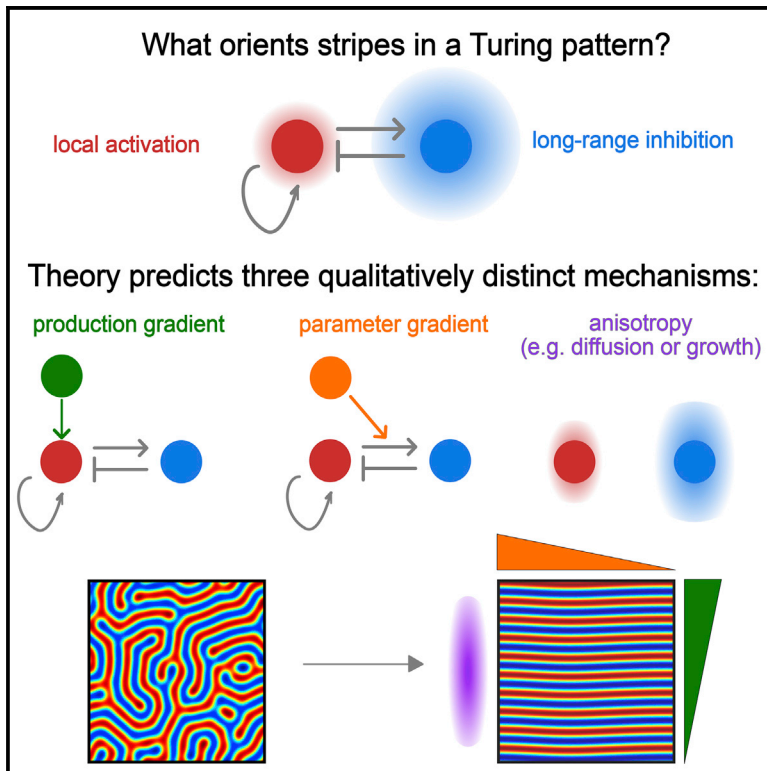 What orients stripes in a Turing pattern?
local activation
long-range inhibition
Theory predicts three qualitatively distinct mechanisms:
production gradient
parameter gradient
anisotropy
(e.g. diffusion or growth)